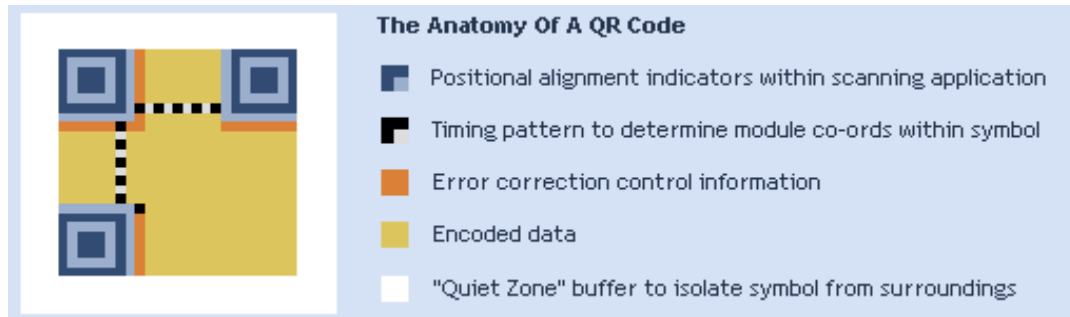 The Anatomy Of A QR Code
Positional alignment indicators within scanning application
Timing pattern to determine module co-ords within symbol
Error correction control information
Encoded data
"Quiet Zone" buffer to isolate symbol from surroundings